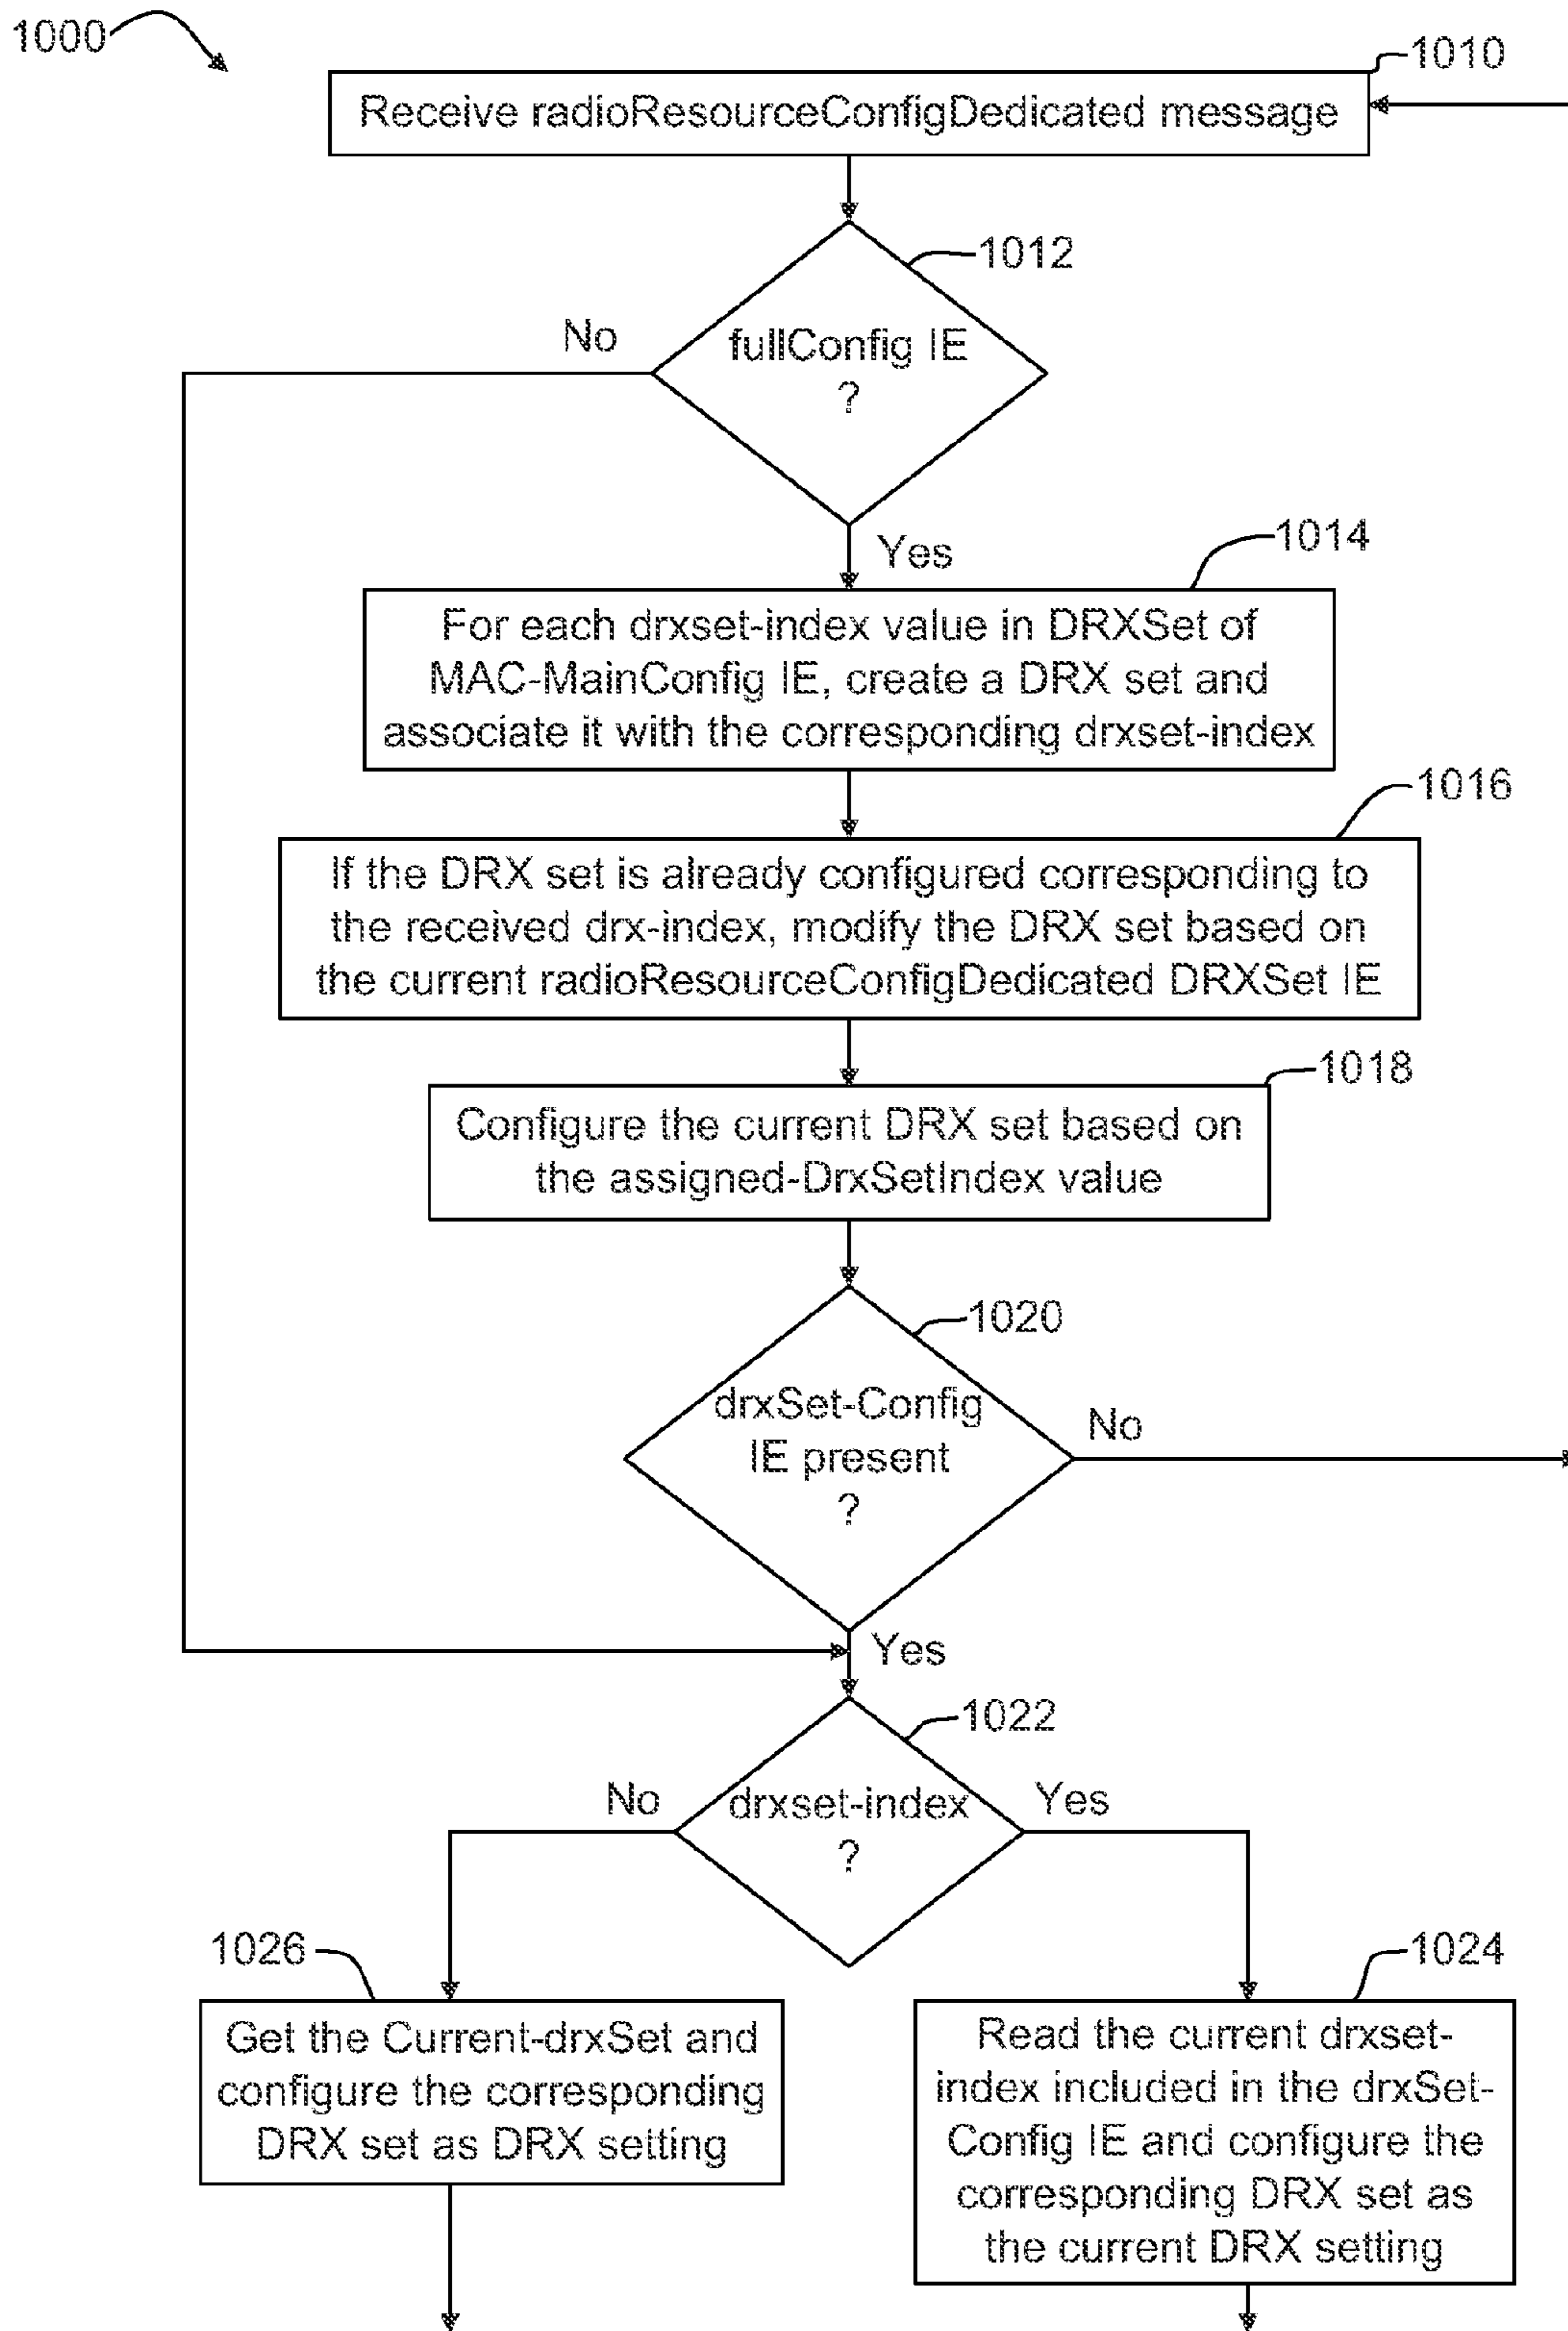 1000
1010
Receive radioResourceConfigDedicated message
1012
No
fullConfig IE
?
Yes
1014
For each drxset-index value in DRXSet of
MAC-MainConfig IE, create a DRX set and
associate it with the corresponding drxset-index
1016
If the DRX set is already configured corresponding to
the received drx-index, modify the DRX set based on
the current radioResourceConfigDedicated DRXSet IE
1018
Configure the current DRX set based on
the assigned-DrxSetIndex value
1020
drxSet-Config
IE present
?
No
Yes
1022
No
drxset-index
?
Yes
1026
Get the Current-drxSet and
configure the corresponding
DRX set as DRX setting
1024
Read the current drxset-
index included in the drxSet-
Config IE and configure the
corresponding DRX set as
the current DRX setting